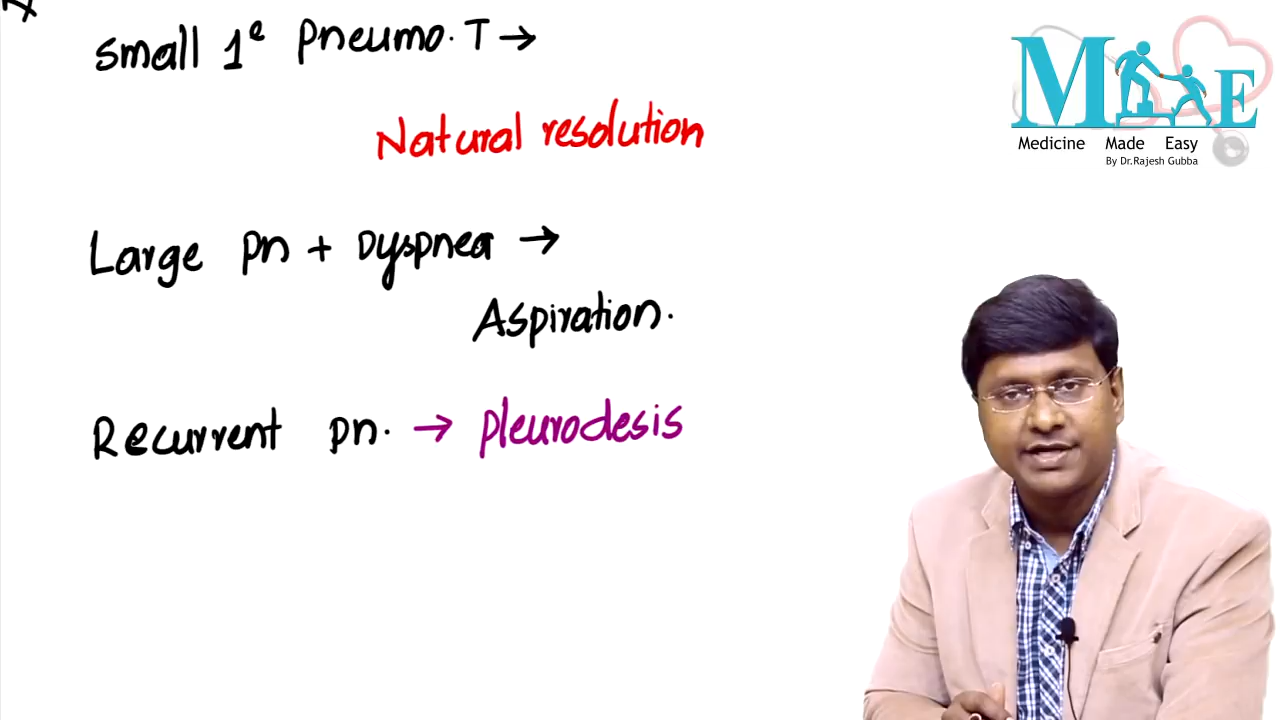 small 1° Pneumo. T →
Natural resolution
Large pn + Dyspnea →
Aspiration.
Recurrent pn. → pleurodesis
M E
Medicine Made Easy
By Dr.Rajesh Gubba